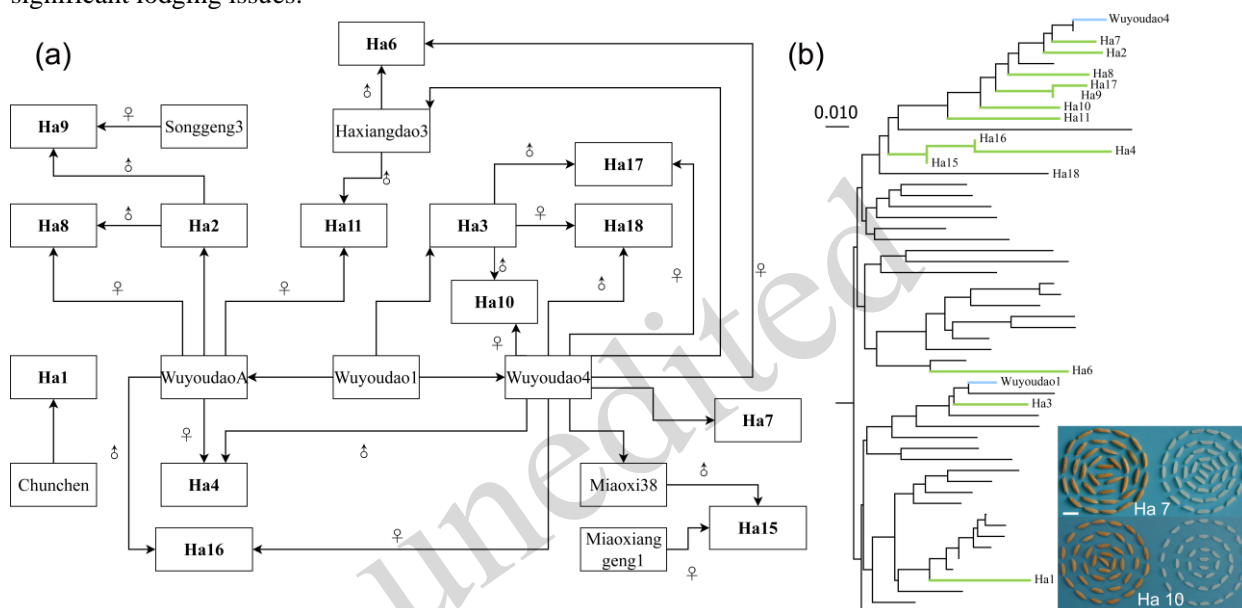 significant lodging issues.
(a)
Ha6
♀
♂
Ha9
♀
Songgeng3
Haxiangdao3
♂
♂
♂
Ha17
Ha8
♂
Ha2
Ha11
Ha3
♀
Ha18
♂
♀
♀
Ha10
♂
♀
♀
Ha1
WuyoudaoA
Wuyoudao1
Wuyoudao4
Ha7
♂
♀
♂
Chunchen
Ha4
Miaoxi38
♂
♀
Ha15
Ha16
Miaoxiang
geng1
♀
unedited
(b)
0.010
Wuyoudao4
Ha7
Ha2
Ha8
Ha17
Ha9
Ha10
Ha11
Ha16
Ha4
Ha15
Ha18
Ha6
Wuyoudao1
Ha3
Ha 7
Ha1
Ha 10